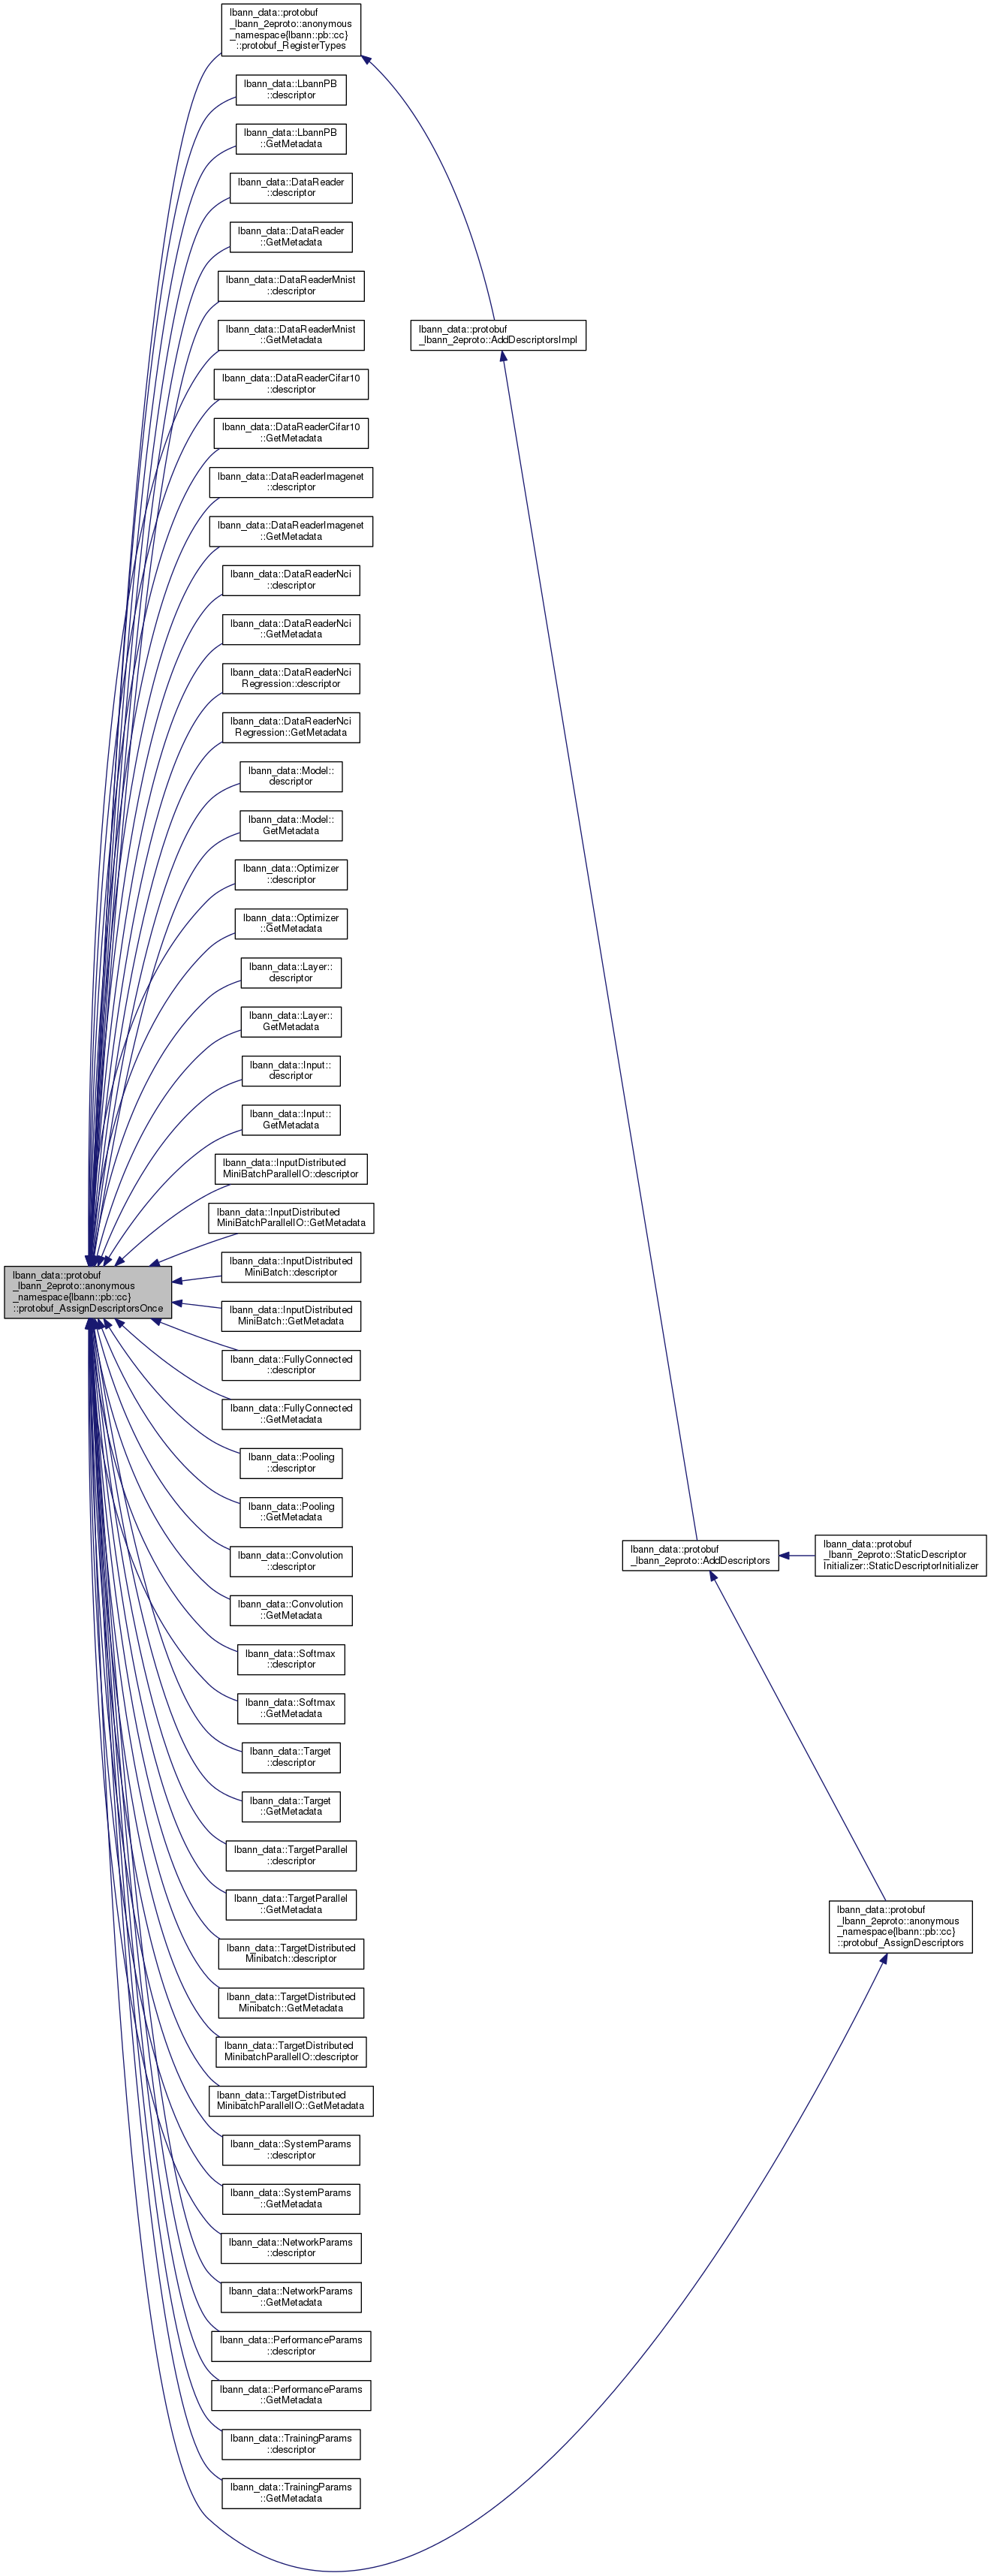 lbann_data::protobuf
_lbann_2eproto::anonymous
_namespace{lbann::pb::cc}
::protobuf_RegisterTypes
lbann_data::LbannPB
::descriptor
lbann_data::LbannPB
::GetMetadata
lbann_data::DataReader
::descriptor
lbann_data::DataReader
::GetMetadata
lbann_data::DataReaderMnist
::descriptor
lbann_data::DataReaderMnist
::GetMetadata
lbann_data::protobuf
_lbann_2eproto::AddDescriptorsImpl
lbann_data::DataReaderCifar10
::descriptor
lbann_data::DataReaderCifar10
::GetMetadata
lbann_data::DataReaderImagenet
::descriptor
lbann_data::DataReaderImagenet
::GetMetadata
lbann_data::DataReaderNci
::descriptor
lbann_data::DataReaderNci
::GetMetadata
lbann_data::DataReaderNci
Regression::descriptor
lbann_data::DataReaderNci
Regression::GetMetadata
lbann_data::Model::
descriptor
lbann_data::Model::
GetMetadata
lbann_data::Optimizer
::descriptor
lbann_data::Optimizer
::GetMetadata
lbann_data::Layer::
descriptor
lbann_data::Layer::
GetMetadata
lbann_data::Input::
descriptor
lbann_data::Input::
GetMetadata
lbann_data::InputDistributed
MiniBatchParallelIO::descriptor
lbann_data::InputDistributed
MiniBatchParallelIO::GetMetadata
lbann_data::InputDistributed
MiniBatch::descriptor
lbann_data::protobuf
_lbann_2eproto::anonymous
_namespace{lbann::pb::cc}
::protobuf_AssignDescriptorsOnce
lbann_data::InputDistributed
MiniBatch::GetMetadata
lbann_data::FullyConnected
::descriptor
lbann_data::FullyConnected
::GetMetadata
lbann_data::Pooling
::descriptor
lbann_data::Pooling
::GetMetadata
lbann_data::Convolution
::descriptor
lbann_data::protobuf
_lbann_2eproto::AddDescriptors
lbann_data::protobuf
_lbann_2eproto::StaticDescriptor
Initializer::StaticDescriptorInitializer
lbann_data::Convolution
::GetMetadata
lbann_data::Softmax
::descriptor
lbann_data::Softmax
::GetMetadata
lbann_data::Target
::descriptor
lbann_data::Target
::GetMetadata
lbann_data::TargetParallel
::descriptor
lbann_data::TargetParallel
::GetMetadata
lbann_data::protobuf
_lbann_2eproto::anonymous
_namespace{lbann::pb::cc}
::protobuf_AssignDescriptors
lbann_data::TargetDistributed
Minibatch::descriptor
lbann_data::TargetDistributed
Minibatch::GetMetadata
lbann_data::TargetDistributed
MinibatchParallelIO::descriptor
lbann_data::TargetDistributed
MinibatchParallelIO::GetMetadata
lbann_data::SystemParams
::descriptor
lbann_data::SystemParams
::GetMetadata
lbann_data::NetworkParams
::descriptor
lbann_data::NetworkParams
::GetMetadata
lbann_data::PerformanceParams
::descriptor
lbann_data::PerformanceParams
::GetMetadata
lbann_data::TrainingParams
::descriptor
lbann_data::TrainingParams
::GetMetadata